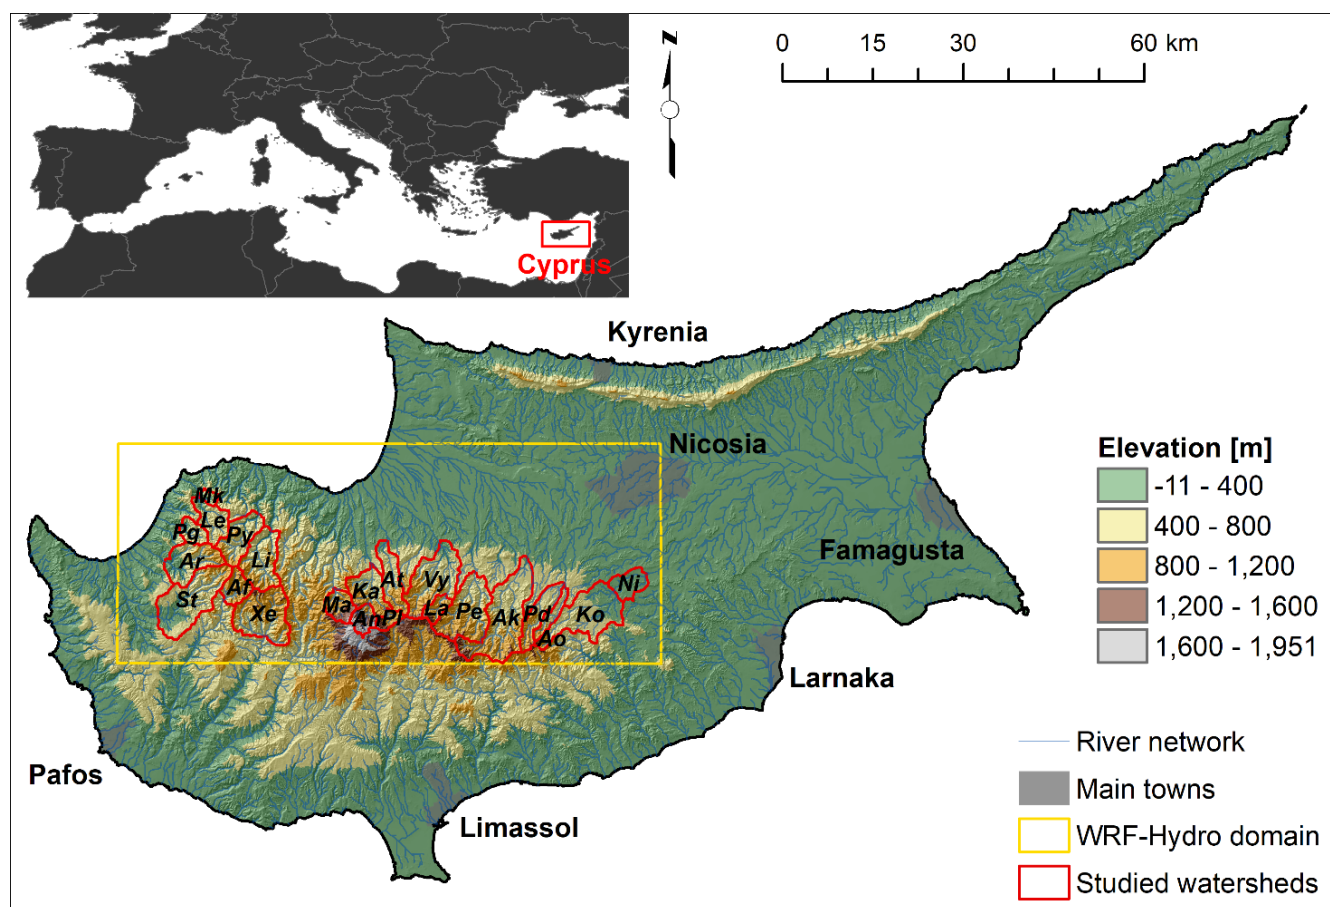 Cyprus
N
0 15 30 60 km
Kyrenia
Nicosia
Famagusta
Larnaka
Limassol
Pafos
Mk
Le
Pg
Py
Ar
Li
Af
St
Xe
Ma
Ka
At
An
Pl
Vy
La
Pe
Ak
Pd
Ao
Ko
Ni
Elevation [m]
-11 - 400
400 - 800
800 - 1,200
1,200 - 1,600
1,600 - 1,951
River network
Main towns
WRF-Hydro domain
Studied watersheds